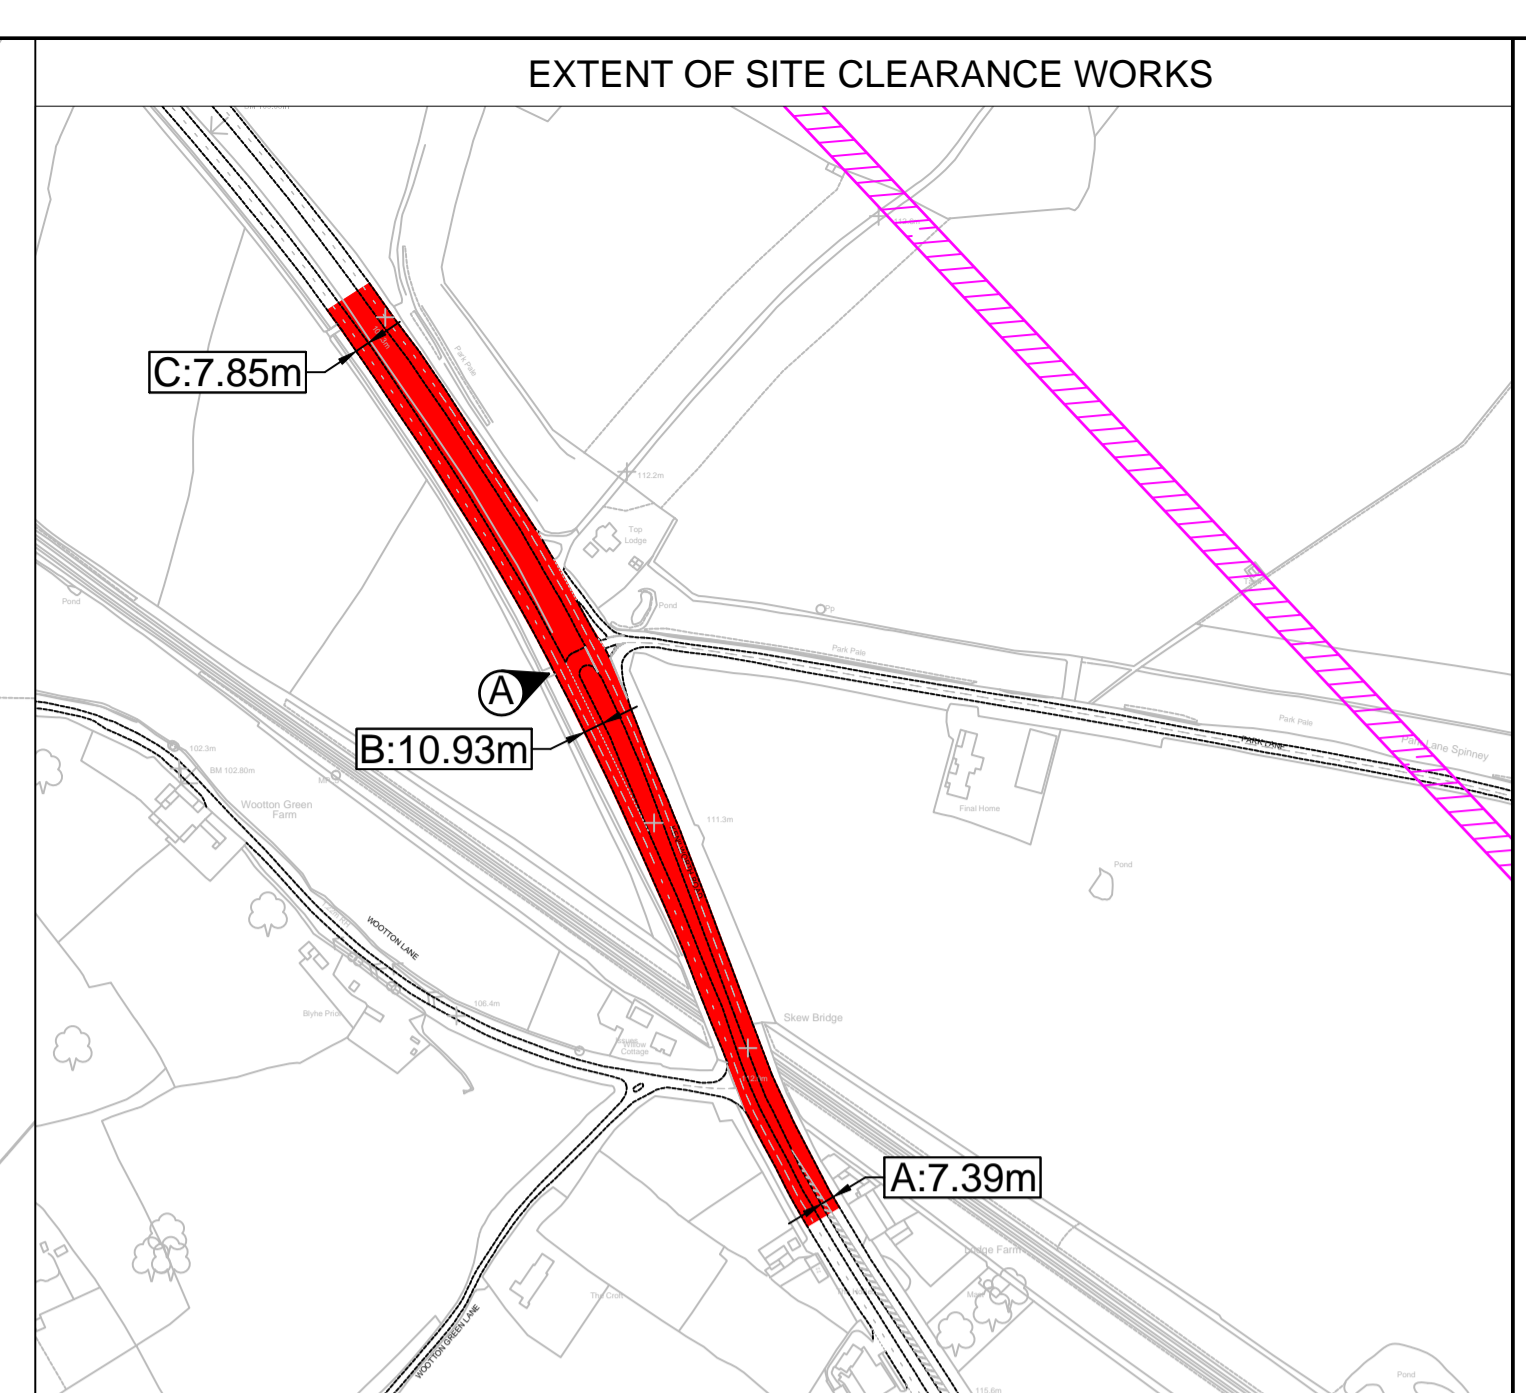 EXTENT OF SITE CLEARANCE WORKS
C:7.85m
Park Pale
112.2m
Top
Lodge
Pond
Pond
Pp
Park Pale
A
B:10.93m
Park Pale
PARK LANE
Park Lane Spinney
102.3m
BM 102.80m
MP
Wootton Green
Farm
Final Home
111.3m
Pond
WOOTTON LANE
106.4m
Skew Bridge
Willow
Cottage
A:7.39m
Lodge Farm
The Croft
WOOTTON GREEN LANE
Pond
115.6m